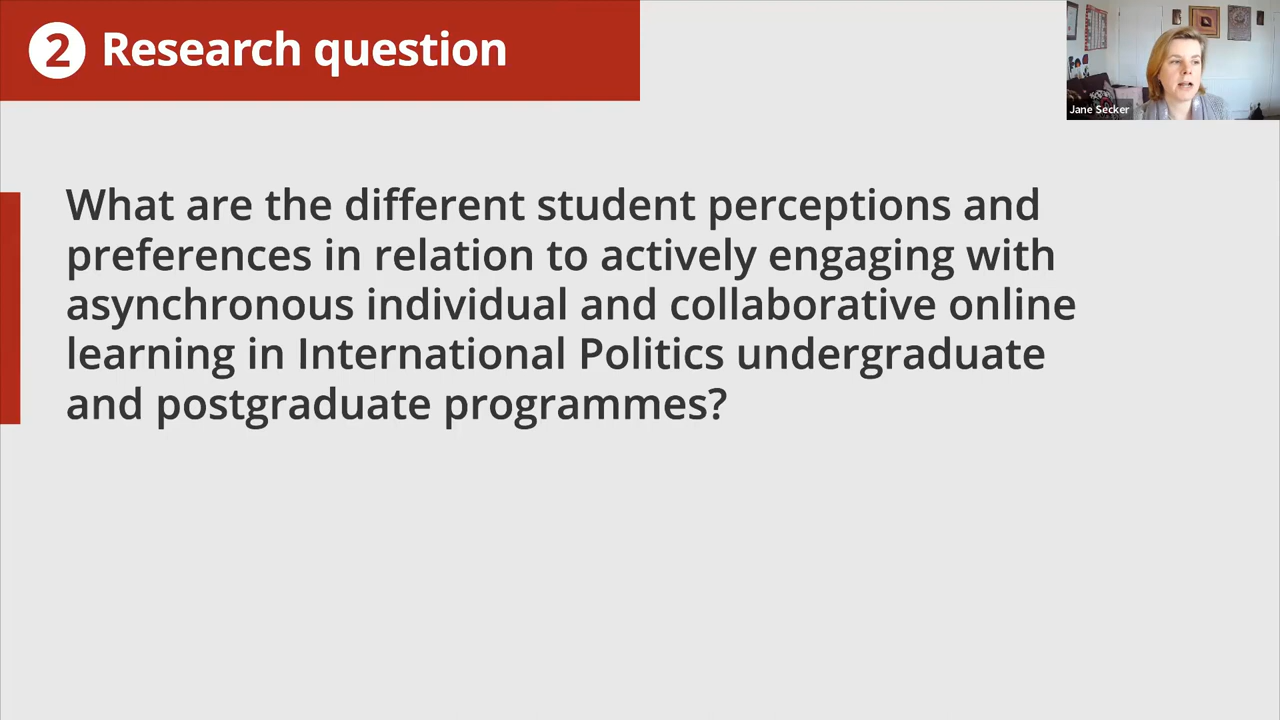 2 Research question
Jane Secker
What are the different student perceptions and
preferences in relation to actively engaging with
asynchronous individual and collaborative online
learning in International Politics undergraduate
and postgraduate programmes?